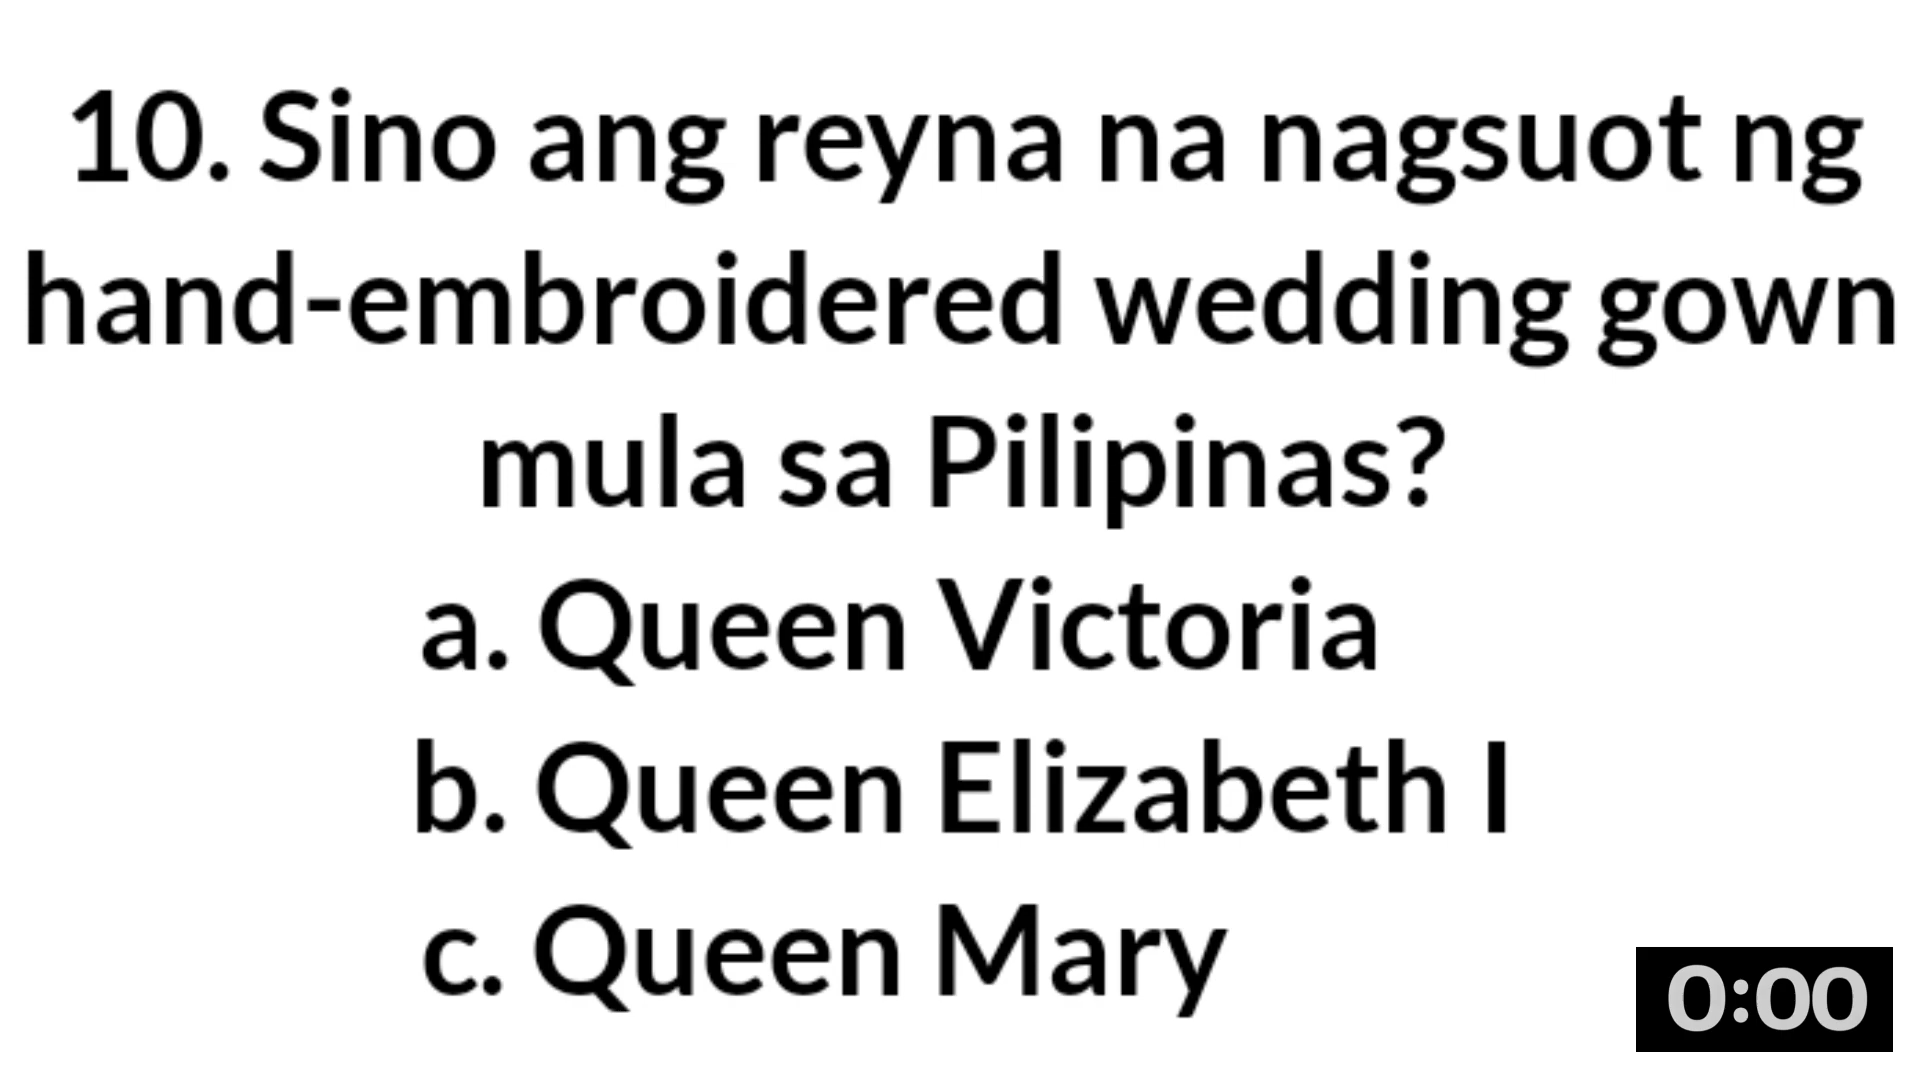 10. Sino ang reyna na nagsuot ng
hand-embroidered wedding gown
mula sa Pilipinas?
a. Queen Victoria
b. Queen Elizabeth I
c. Queen Mary
0:00